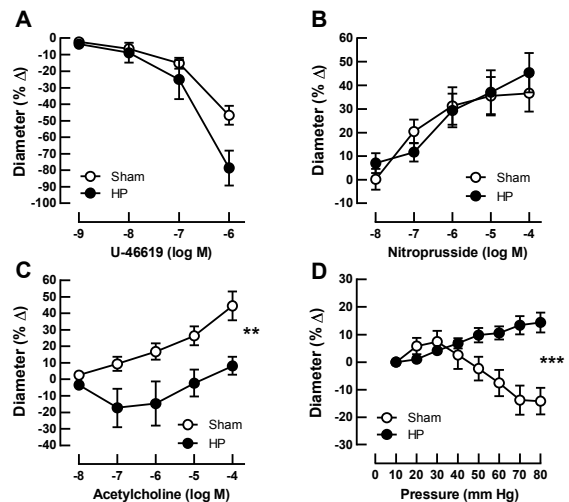 A
Diameter (% Δ)
0
-10
-20
-30
-40
-50
-60
-70
-80
-90
-100
Sham
HP
-9 -8 -7 -6
U-46619 (log M)
B
Diameter (% Δ)
60
50
40
30
20
10
0
-10
Sham
HP
-8 -7 -6 -5 -4
Nitroprusside (log M)
C
Diameter (% Δ)
60
50
40
30
20
10
0
-10
-20
-30
-40
**
Sham
HP
-8 -7 -6 -5 -4
Acetylcholine (log M)
D
Diameter (% Δ)
30
20
10
0
-10
-20
-30
***
Sham
HP
0 10 20 30 40 50 60 70 80
Pressure (mm Hg)